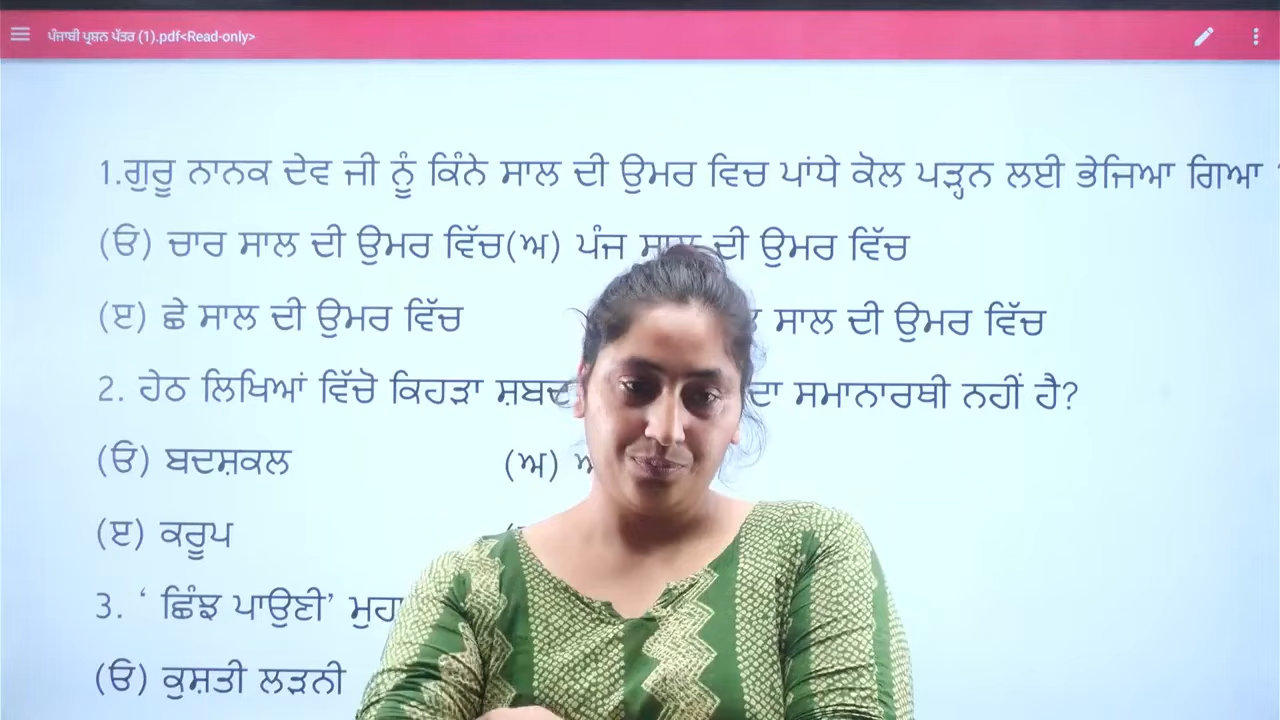 ਪੰਜਾਬੀ ਪ੍ਰਸ਼ਨ ਪੱਤਰ (1).pdf<Read-only>
1.ਗੁਰੂ ਨਾਨਕ ਦੇਵ ਜੀ ਨੂੰ ਕਿੰਨੇ ਸਾਲ ਦੀ ਉਮਰ ਵਿਚ ਪਾਂਧੇ ਕੋਲ ਪੜ੍ਹਨ ਲਈ ਭੇਜਿਆ ਗਿਆ
(ਓ) ਚਾਰ ਸਾਲ ਦੀ ਉਮਰ ਵਿੱਚ(ਅ) ਪੰਜ ਸਾਲ ਦੀ ਉਮਰ ਵਿੱਚ
(ੲ) ਛੇ ਸਾਲ ਦੀ ਉਮਰ ਵਿੱਚ ਸਾਲ ਦੀ ਉਮਰ ਵਿੱਚ
2. ਹੇਠ ਲਿਖਿਆਂ ਵਿੱਚੋ ਕਿਹੜਾ ਸ਼ਬਦ ਦਾ ਸਮਾਨਾਰਥੀ ਨਹੀਂ ਹੈ?
(ਓ) ਬਦਸ਼ਕਲ (ਅ)
(ੲ) ਕਰੂਪ
3. ‘ ਛਿੰਝ ਪਾਉਣੀ’
(ਓ) ਕੁਸ਼ਤੀ ਲੜਨੀ